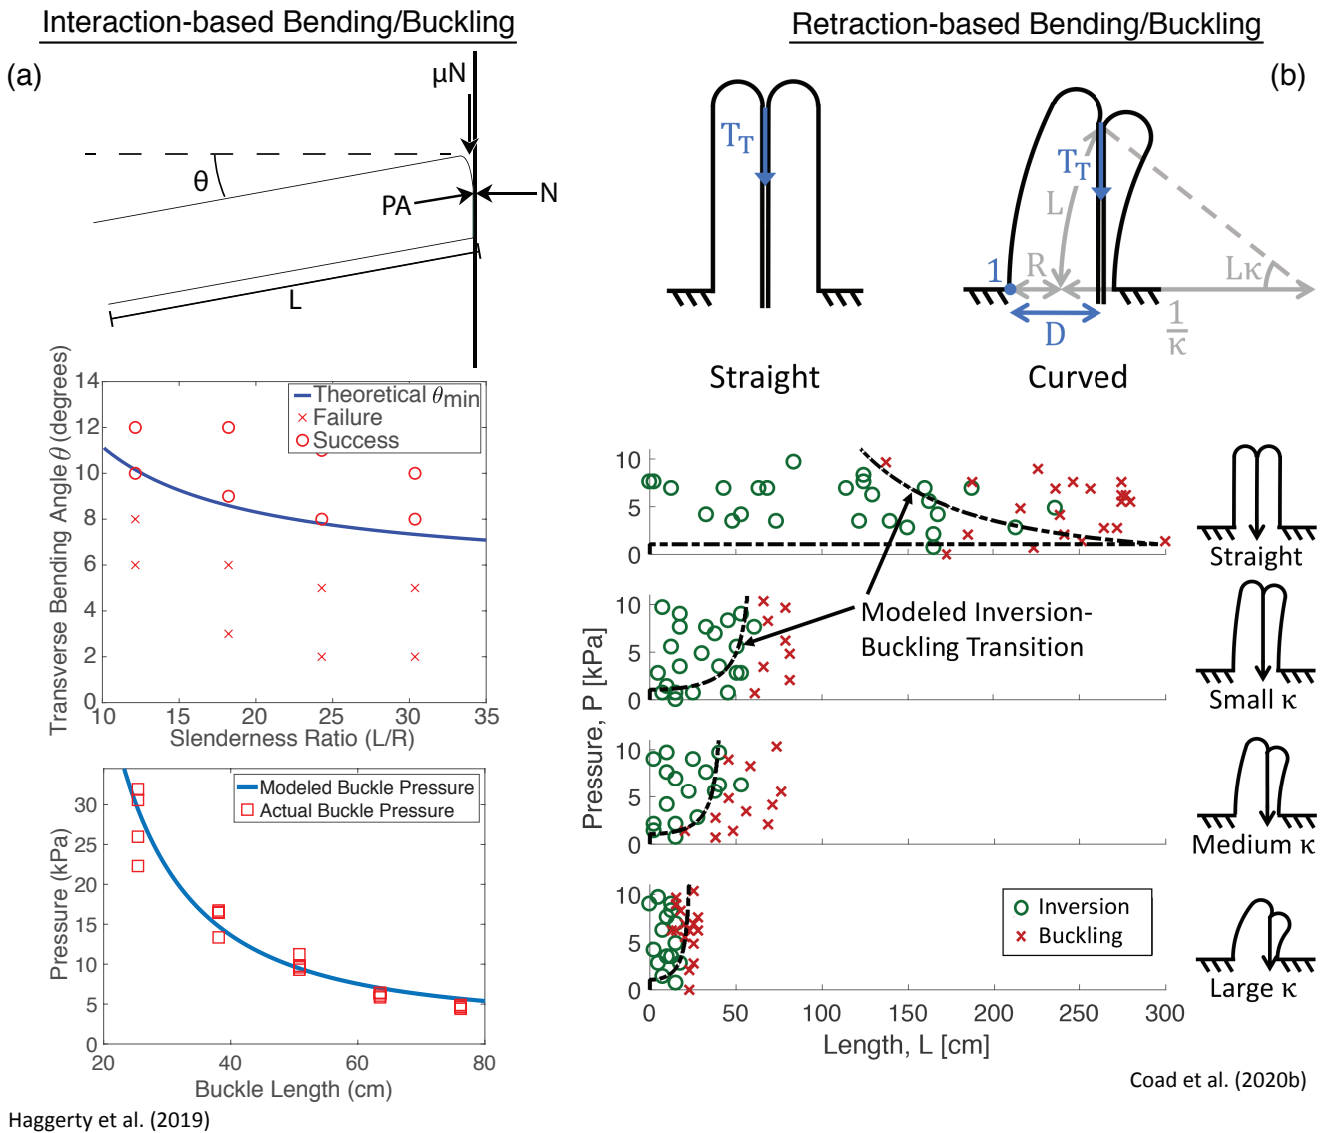 Interaction-based Bending/Buckling
Retraction-based Bending/Buckling
(a)
μN
θ
PA
N
L
Transverse Bending Angle θ (degrees)
14
12
10
8
6
4
2
0
Theoretical θmin
Failure
Success
10
15
20
25
30
35
Slenderness Ratio (L/R)
Pressure (kPa)
30
25
20
15
10
5
0
Modeled Buckle Pressure
Actual Buckle Pressure
20
40
60
80
Buckle Length (cm)
Haggerty et al. (2019)
(b)
TT
TT
L
1
R
Lκ
D
1
κ
Straight
Curved
Pressure, P [kPa]
10
5
0
Straight
Modeled Inversion-
Buckling Transition
10
5
0
Small κ
10
5
0
Medium κ
10
5
0
Inversion
Buckling
Large κ
0
50
100
150
200
250
300
Length, L [cm]
Coad et al. (2020b)